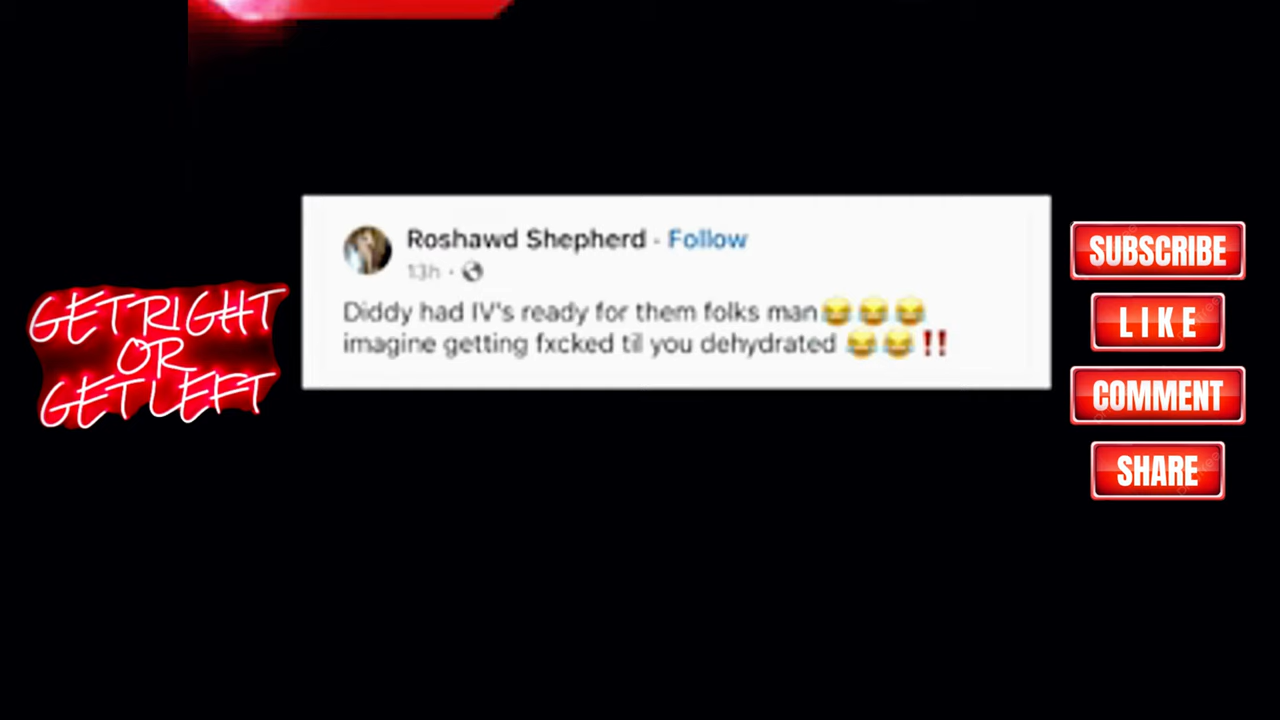 GET RIGHT
OR
GET LEFT
Roshawd Shepherd · Follow
13h ·
Diddy had IV's ready for them folks man😂😂😂
imagine getting fxcked til you dehydrated 😂😂‼️
SUBSCRIBE
LIKE
COMMENT
SHARE